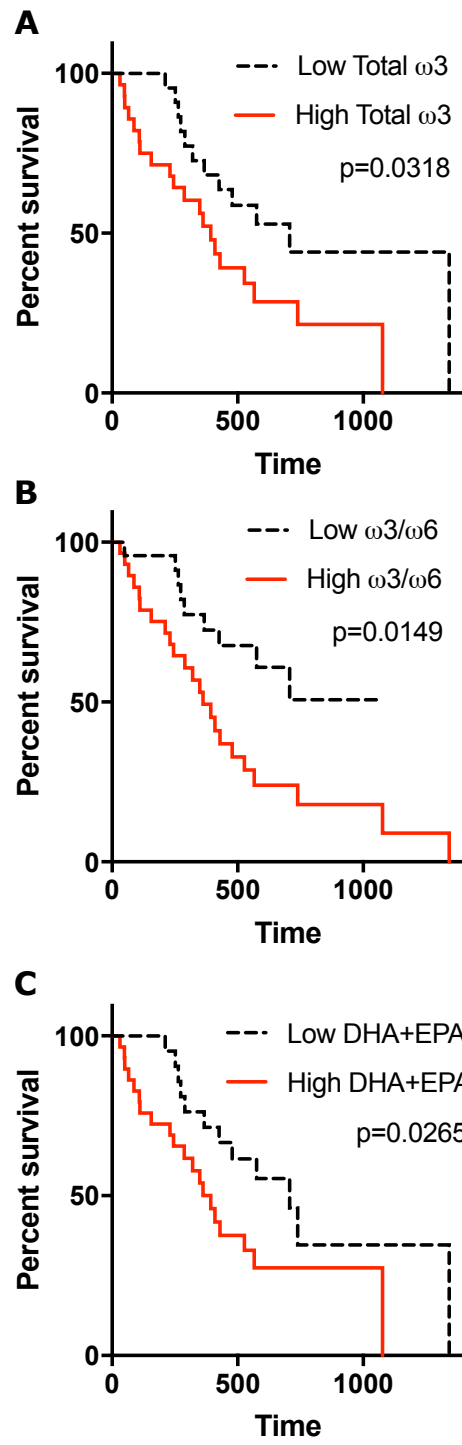 A
Low Total ω3
High Total ω3
p=0.0318
Percent survival
100
50
0
0 500 1000
Time
B
Low ω3/ω6
High ω3/ω6
p=0.0149
Percent survival
100
50
0
0 500 1000
Time
C
Low DHA+EPA
High DHA+EPA
p=0.0265
Percent survival
100
50
0
0 500 1000
Time